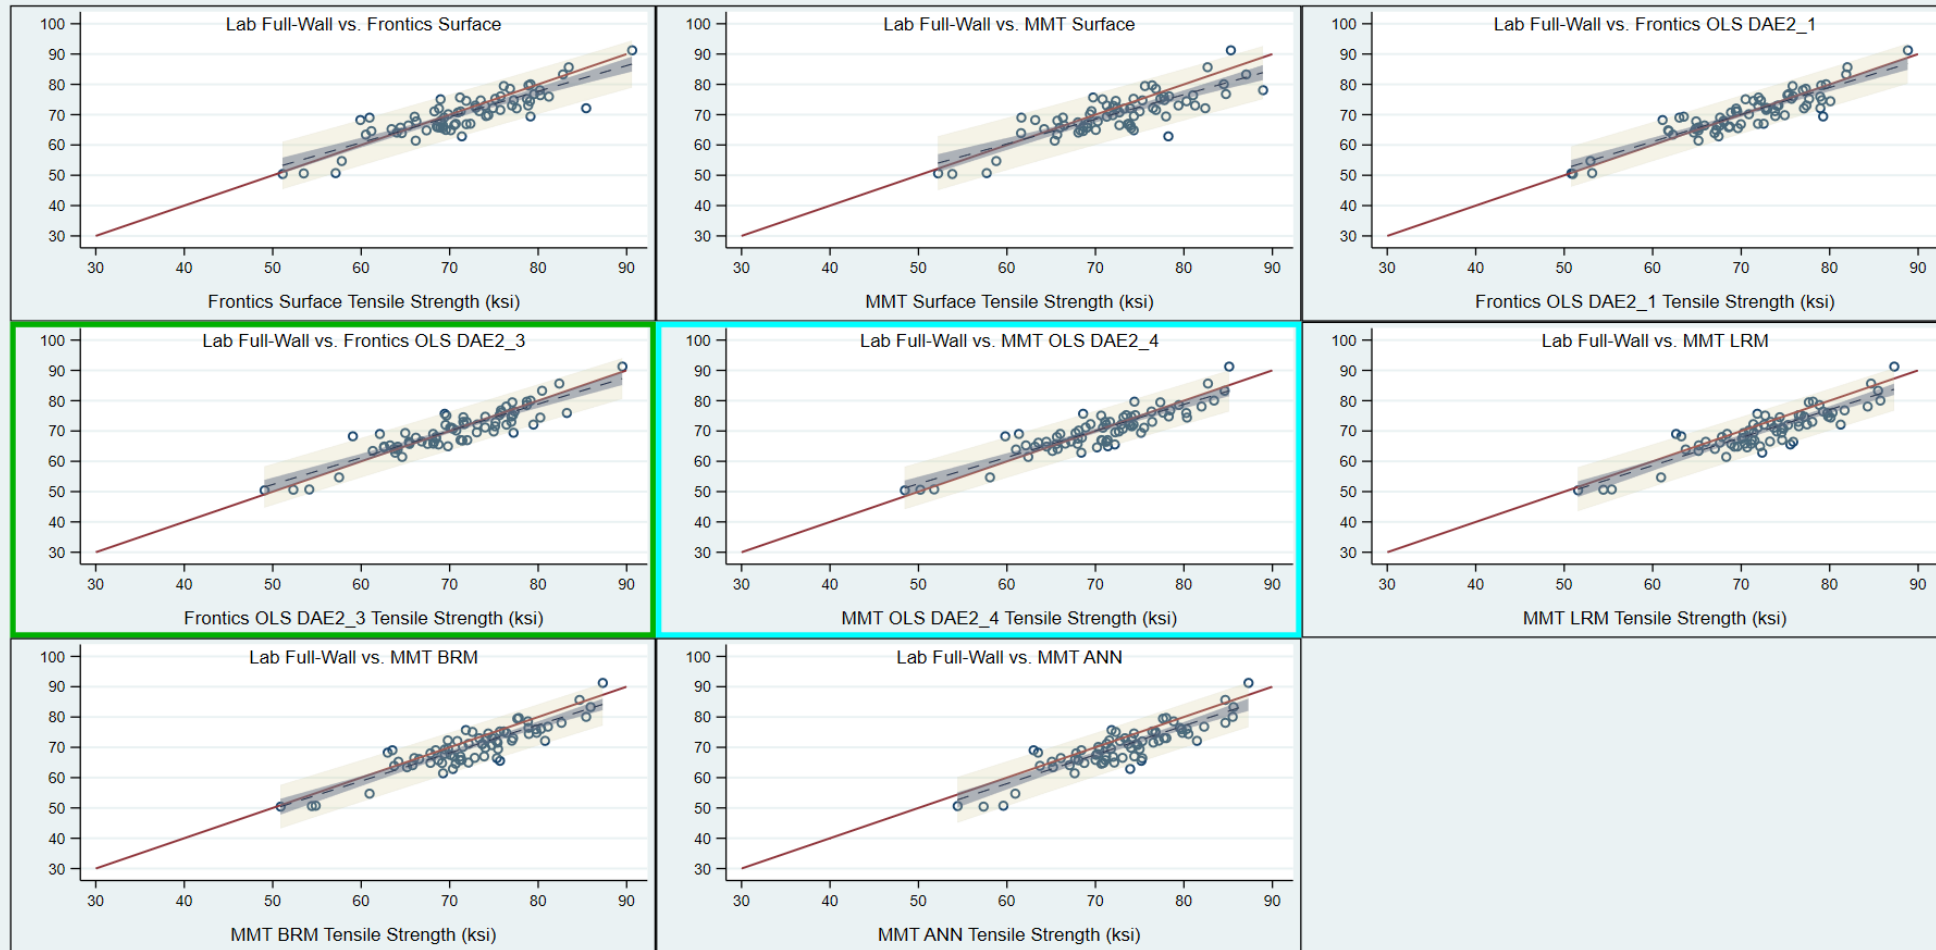 Lab Full-Wall vs. Frontics Surface
100
90
80
70
60
50
40
30
30 40 50 60 70 80 90
Frontics Surface Tensile Strength (ksi)
Lab Full-Wall vs. MMT Surface
100
90
80
70
60
50
40
30
30 40 50 60 70 80 90
MMT Surface Tensile Strength (ksi)
Lab Full-Wall vs. Frontics OLS DAE2_1
100
90
80
70
60
50
40
30
30 40 50 60 70 80 90
Frontics OLS DAE2_1 Tensile Strength (ksi)
Lab Full-Wall vs. Frontics OLS DAE2_3
100
90
80
70
60
50
40
30
30 40 50 60 70 80 90
Frontics OLS DAE2_3 Tensile Strength (ksi)
Lab Full-Wall vs. MMT OLS DAE2_4
100
90
80
70
60
50
40
30
30 40 50 60 70 80 90
MMT OLS DAE2_4 Tensile Strength (ksi)
Lab Full-Wall vs. MMT LRM
100
90
80
70
60
50
40
30
30 40 50 60 70 80 90
MMT LRM Tensile Strength (ksi)
Lab Full-Wall vs. MMT BRM
100
90
80
70
60
50
40
30
30 40 50 60 70 80 90
MMT BRM Tensile Strength (ksi)
Lab Full-Wall vs. MMT ANN
100
90
80
70
60
50
40
30
30 40 50 60 70 80 90
MMT ANN Tensile Strength (ksi)